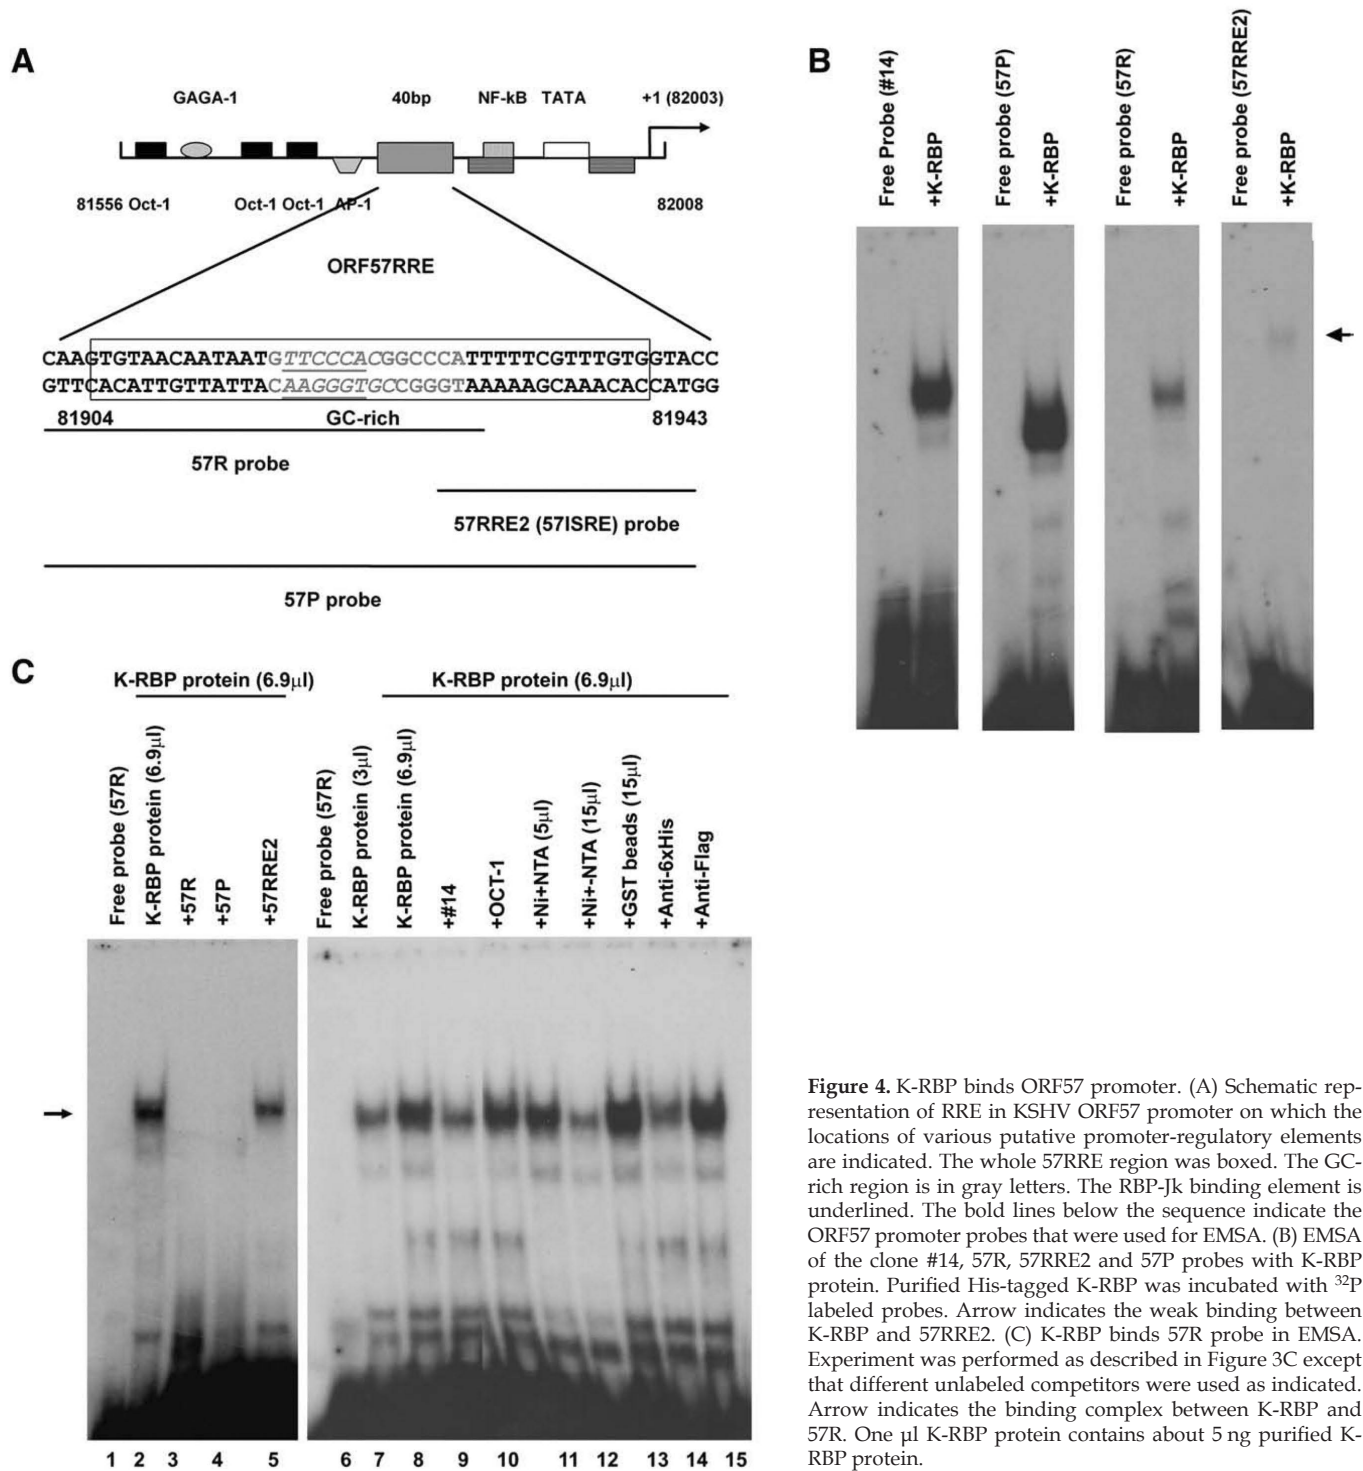 A
GAGA-1 40bp NF-kB TATA +1 (82003)
81556 Oct-1 Oct-1 Oct-1 AP-1 82008
ORF57RRE
CAAGTGTAACAATAATGTTCCCACGGCCCATTTTTCGTTTGTGGTACC
GTTCACATTGTTATTACAAGGGTGCCGGGTAAAAAGCAAACACCATGG
81904 GC-rich 81943
57R probe
57RRE2 (57ISRE) probe
57P probe
B
Free Probe (#14)
+K-RBP
Free probe (57P)
+K-RBP
Free probe (57R)
+K-RBP
Free probe (57RRE2)
+K-RBP
C
K-RBP protein (6.9µl) K-RBP protein (6.9µl)
Free probe (57R)
K-RBP protein (6.9µl)
+57R
+57P
+57RRE2
Free probe (57R)
K-RBP protein (3µl)
K-RBP protein (6.9µl)
+#14
+OCT-1
+Ni+NTA (5µl)
+Ni+-NTA (15µl)
+GST beads (15µl)
+Anti-6xHis
+Anti-Flag
1 2 3 4 5 6 7 8 9 10 11 12 13 14 15
Figure 4. K-RBP binds ORF57 promoter. (A) Schematic rep-
resentation of RRE in KSHV ORF57 promoter on which the
locations of various putative promoter-regulatory elements
are indicated. The whole 57RRE region was boxed. The GC-
rich region is in gray letters. The RBP-Jk binding element is
underlined. The bold lines below the sequence indicate the
ORF57 promoter probes that were used for EMSA. (B) EMSA
of the clone #14, 57R, 57RRE2 and 57P probes with K-RBP
protein. Purified His-tagged K-RBP was incubated with ³²P
labeled probes. Arrow indicates the weak binding between
K-RBP and 57RRE2. (C) K-RBP binds 57R probe in EMSA.
Experiment was performed as described in Figure 3C except
that different unlabeled competitors were used as indicated.
Arrow indicates the binding complex between K-RBP and
57R. One µl K-RBP protein contains about 5 ng purified K-
RBP protein.